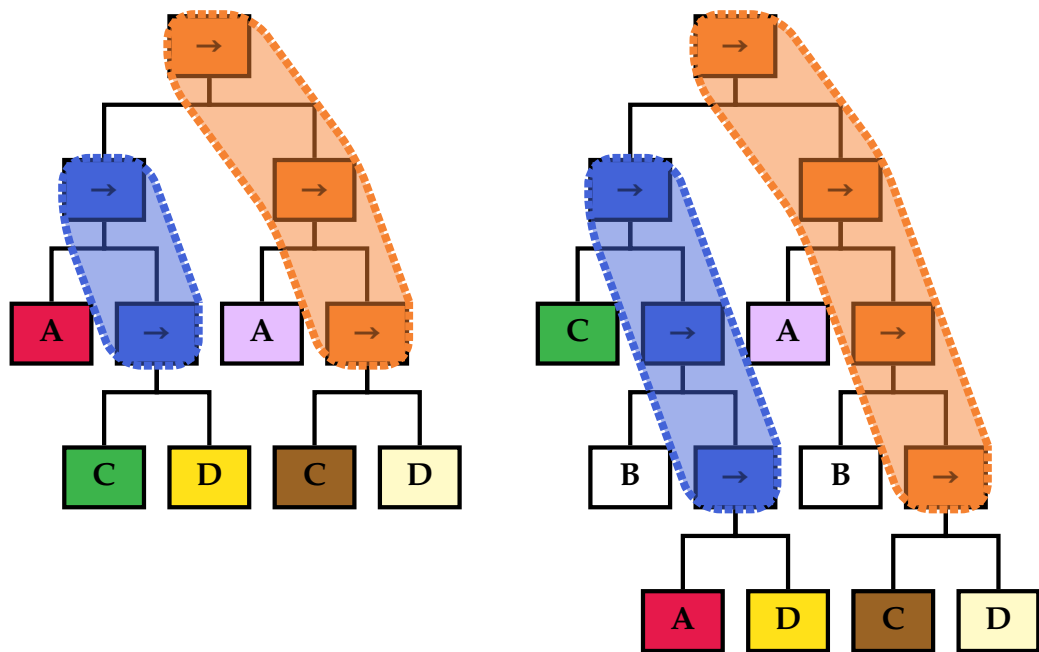 → →
→ → → →
A → A → C → A →
C D C D B → B →
A D C D